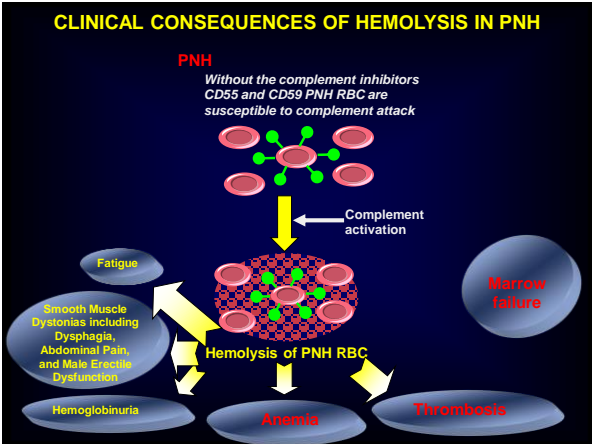 CLINICAL CONSEQUENCES OF HEMOLYSIS IN PNH
PNH
Without the complement inhibitors
CD55 and CD59 PNH RBC are
susceptible to complement attack
Complement
activation
Fatigue
Marrow
failure
Smooth Muscle
Dystonias including
Dysphagia,
Abdominal Pain,
and Male Erectile
Dysfunction
Hemolysis of PNH RBC
Hemoglobinuria
Anemia
Thrombosis